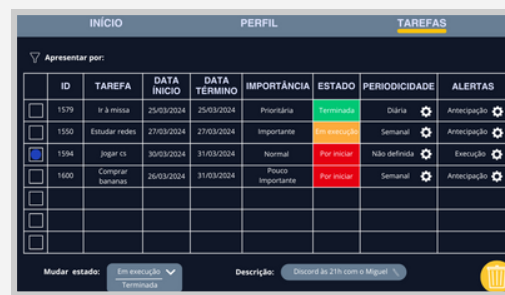 INÍCIO PERFIL TAREFAS
Apresentar por:
ID TAREFA DATA ÍNICIO DATA TÉRMINO IMPORTÂNCIA ESTADO PERIODICIDADE ALERTAS
1579 Ir à missa 25/03/2024 25/03/2024 Prioritária Terminada Diária Antecipação
1550 Estudar redes 27/03/2024 27/03/2024 Importante Em execução Semanal Antecipação
1594 Jogar cs 30/03/2024 31/03/2024 Normal Por iniciar Não definida Execução
1600 Comprar bananas 26/03/2024 31/03/2024 Pouco Importante Por iniciar Semanal Antecipação
Mudar estado: Em execução Descrição: Discord às 21h com o Miguel
Terminada